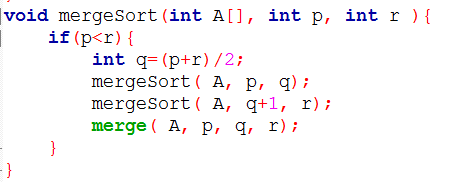 void mergeSort(int A[], int p, int r ){
if(p<r){
int q=(p+r)/2;
mergeSort( A, p, q);
mergeSort( A, q+1, r);
merge( A, p, q, r);
}
}